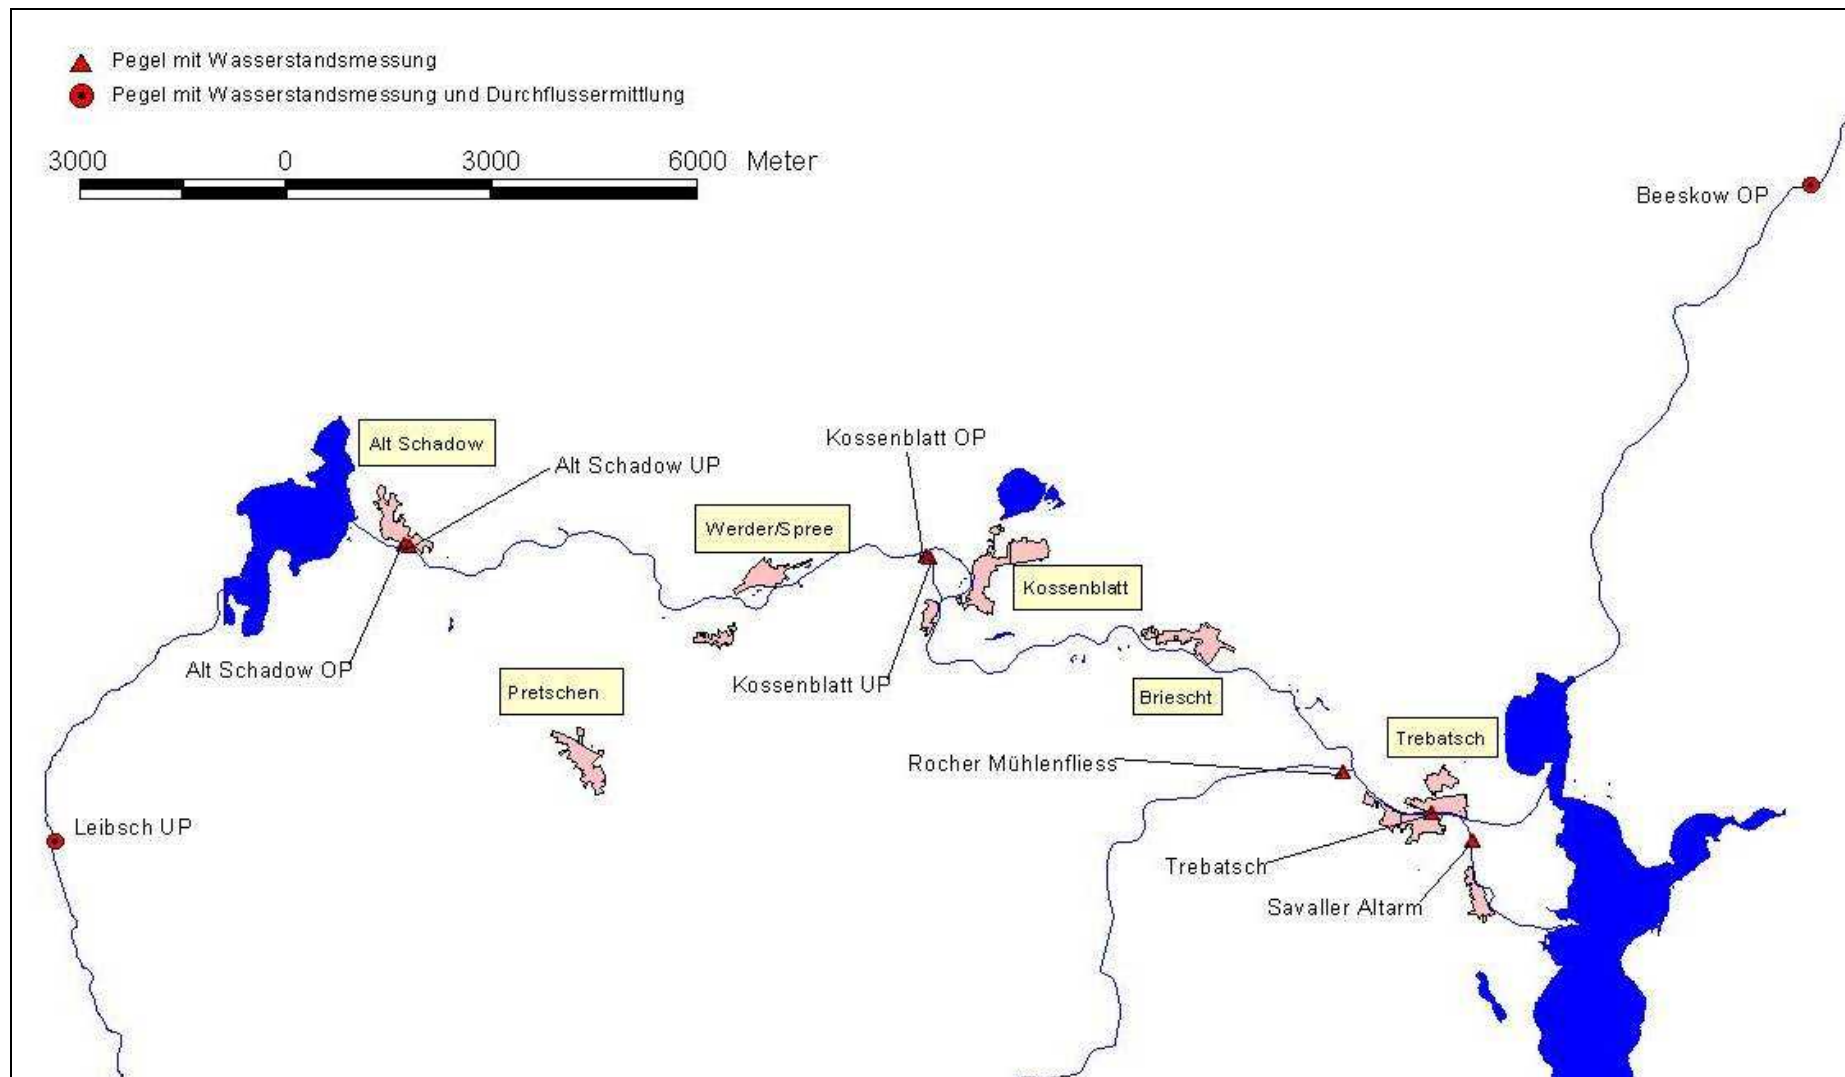 Pegel mit Wasserstandsmessung
Pegel mit Wasserstandsmessung und Durchflussermittlung
3000 0 3000 6000 Meter
Beeskow OP
Kossenblatt OP
Alt Schadow
Alt Schadow UP
Werder/Spree
Kossenblatt
Alt Schadow OP
Kossenblatt UP
Pretschen
Briescht
Trebatsch
Rocher Mühlenfliess
Leibsch UP
Trebatsch
Savaller Altarm